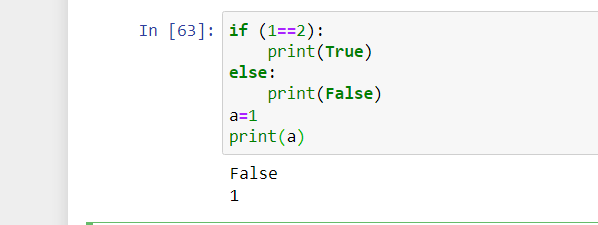 In [63]: if (1==2):
    print(True)
else:
    print(False)
a=1
print(a)
False
1